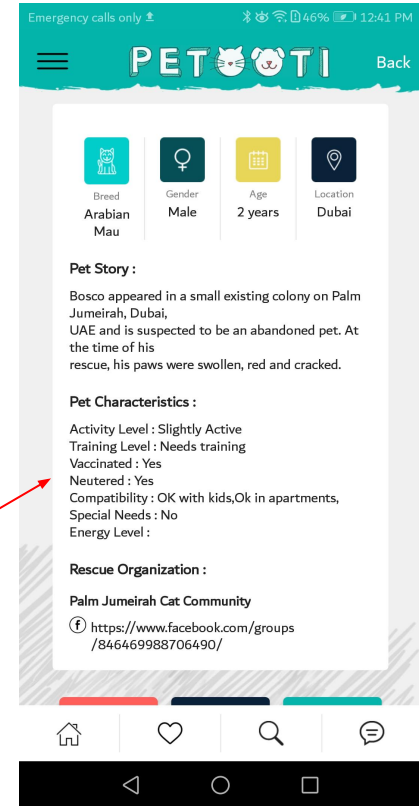 Emergency calls only
46% 12:41 PM
PETOOTI
Back
Breed
Gender
Age
Location
Arabian
Mau
Male
2 years
Dubai
Pet Story :
Bosco appeared in a small existing colony on Palm
Jumeirah, Dubai,
UAE and is suspected to be an abandoned pet. At
the time of his
rescue, his paws were swollen, red and cracked.
Pet Characteristics :
Activity Level : Slightly Active
Training Level : Needs training
Vaccinated : Yes
Neutered : Yes
Compatibility : OK with kids,Ok in apartments,
Special Needs : No
Energy Level :
Rescue Organization :
Palm Jumeirah Cat Community
https://www.facebook.com/groups
/846469988706490/